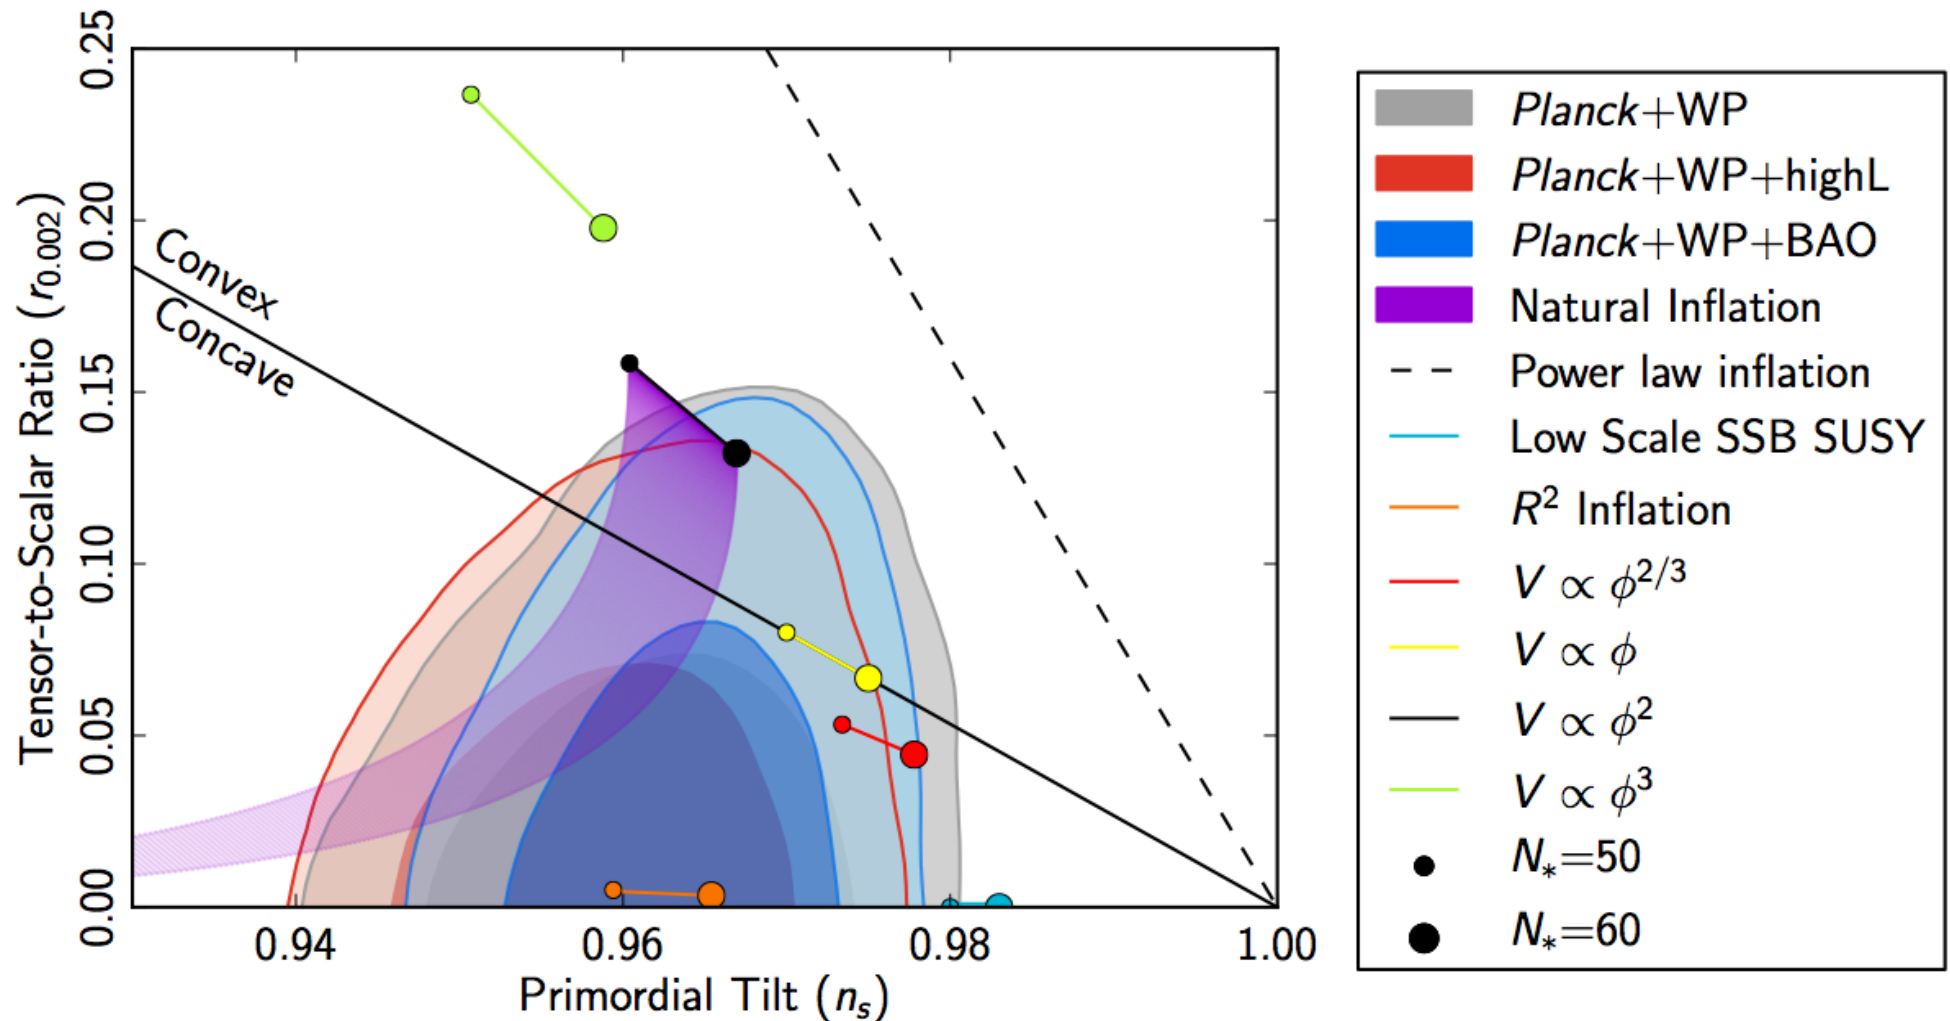 0.25
0.20
0.15
0.10
0.05
0.00
Tensor-to-Scalar Ratio (r₀.₀₀₂)
Convex
Concave
0.94
0.96
0.98
1.00
Primordial Tilt (nₛ)
Planck+WP
Planck+WP+highL
Planck+WP+BAO
Natural Inflation
Power law inflation
Low Scale SSB SUSY
R² Inflation
V ∝ ϕ²ᐟ³
V ∝ ϕ
V ∝ ϕ²
V ∝ ϕ³
N*=50
N*=60